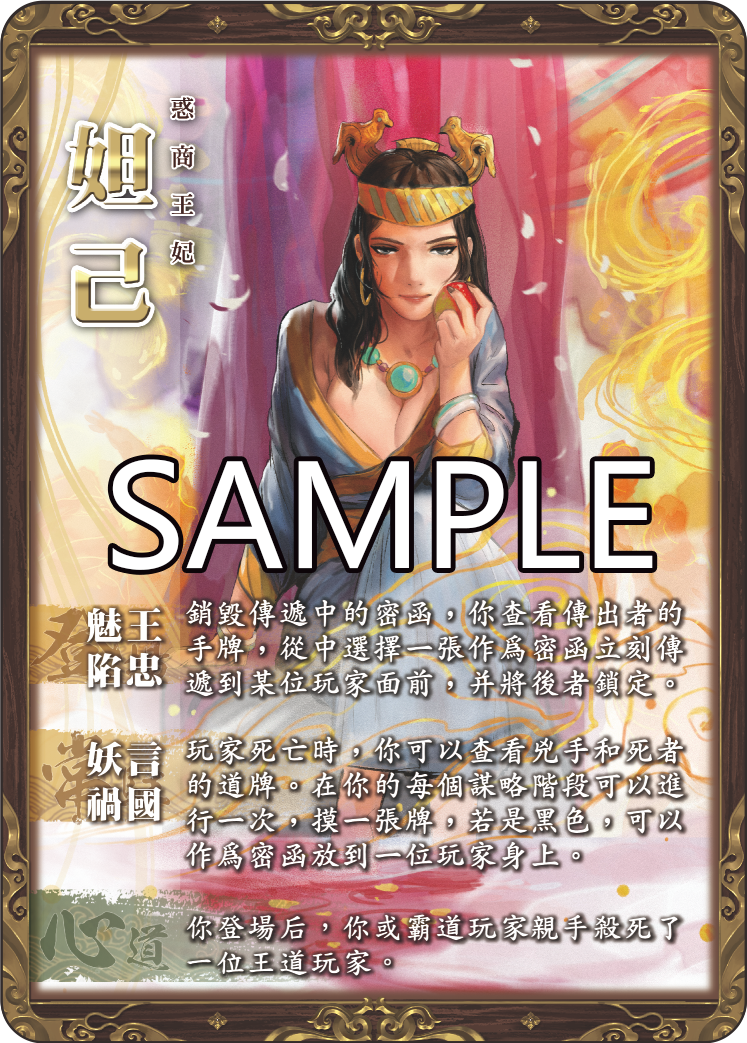 惑商王妃
妲己
SAMPLE
登
魅王
陷忠
銷毀傳遞中的密函，你查看傳出者的
手牌，從中選擇一張作爲密函立刻傳
遞到某位玩家面前，并將後者鎖定。
常
妖言
禍國
玩家死亡時，你可以查看兇手和死者
的道牌。在你的每個謀略階段可以進
行一次，摸一張牌，若是黑色，可以
作爲密函放到一位玩家身上。
心道
你登場后，你或霸道玩家親手殺死了
一位王道玩家。